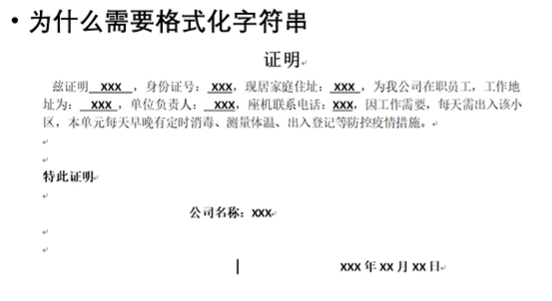 • 为什么需要格式化字符串
证明
兹证明 XXX ，身份证号： XXX，现居家庭住址： XXX ，为我公司在职员工，工作地
址为： XXX ，单位负责人： XXX，座机联系电话：XXX，因工作需要，每天需出入该小
区，本单元每天早晚有定时消毒、测量体温、出入登记等防控疫情措施。
特此证明
公司名称：XXX
XXX 年 XX 月 XX 日